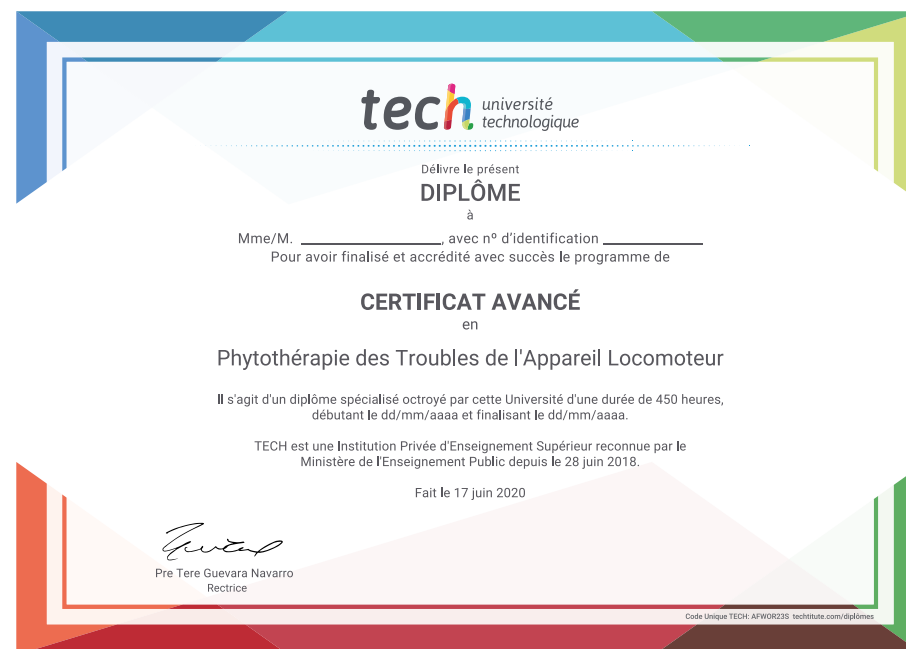 tech université
technologique
Délivre le présent
DIPLÔME
à
Mme/M. ____________________, avec nº d'identification ______________
Pour avoir finalisé et accrédité avec succès le programme de
CERTIFICAT AVANCÉ
en
Phytothérapie des Troubles de l'Appareil Locomoteur
Il s'agit d'un diplôme spécialisé octroyé par cette Université d'une durée de 450 heures,
débutant le dd/mm/aaaa et finalisant le dd/mm/aaaa.
TECH est une Institution Privée d'Enseignement Supérieur reconnue par le
Ministère de l'Enseignement Public depuis le 28 juin 2018.
Fait le 17 juin 2020
Pre Tere Guevara Navarro
Rectrice
Code Unique TECH: AFWOR23S techtitute.com/diplômes